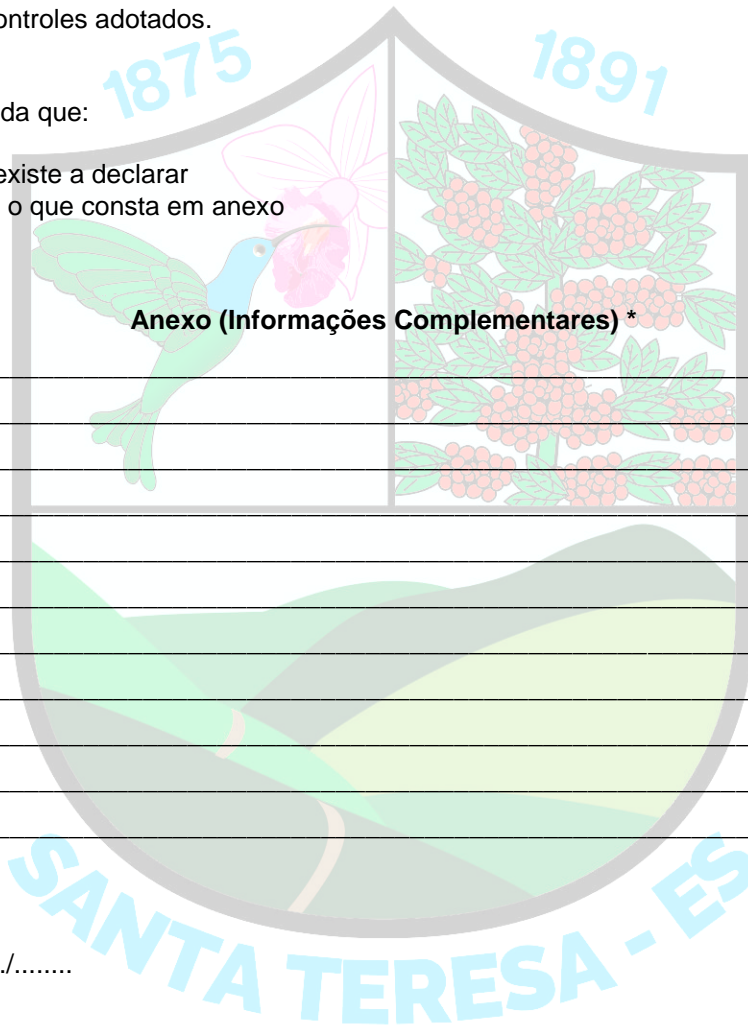 ontroles adotados.
1875 1891
da que:
existe a declarar
o que consta em anexo
Anexo (Informações Complementares) *
./........
SANTA TERESA - ES